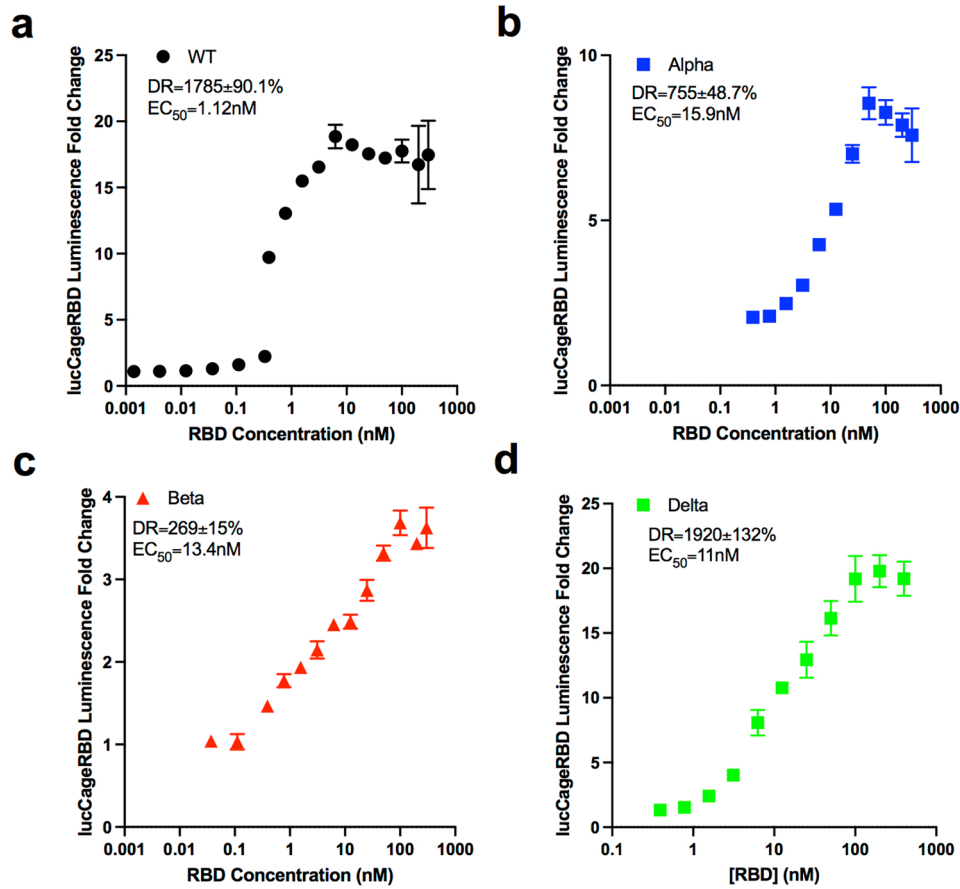 a
WT
DR=1785±90.1%
EC50=1.12nM
lucCageRBD Luminescence Fold Change
25
20
15
10
5
0
0.001 0.01 0.1 1 10 100 1000
RBD Concentration (nM)
b
Alpha
DR=755±48.7%
EC50=15.9nM
lucCageRBD Luminescence Fold Change
10
5
0
0.001 0.01 0.1 1 10 100 1000
RBD Concentration (nM)
c
Beta
DR=269±15%
EC50=13.4nM
lucCageRBD Luminescence Fold Change
4
3
2
1
0
0.001 0.01 0.1 1 10 100 1000
RBD Concentration (nM)
d
Delta
DR=1920±132%
EC50=11nM
lucCageRBD Luminescence Fold Change
25
20
15
10
5
0
0.1 1 10 100 1000
[RBD] (nM)